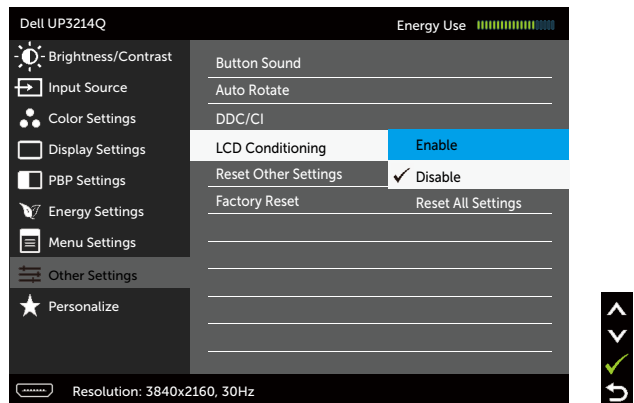 Dell UP3214Q
Energy Use
Brightness/Contrast
Input Source
Color Settings
Display Settings
PBP Settings
Energy Settings
Menu Settings
Other Settings
Personalize
Button Sound
Auto Rotate
DDC/CI
LCD Conditioning
Reset Other Settings
Factory Reset
Enable
Disable
Reset All Settings
Resolution: 3840x2160, 30Hz